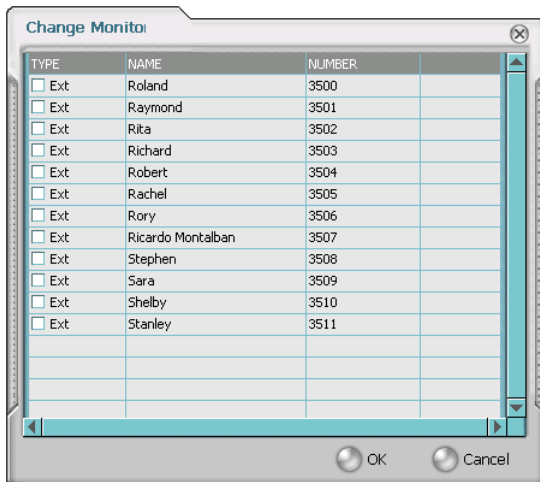 Change Monitor
TYPE NAME NUMBER
Ext Roland 3500
Ext Raymond 3501
Ext Rita 3502
Ext Richard 3503
Ext Robert 3504
Ext Rachel 3505
Ext Rory 3506
Ext Ricardo Montalban 3507
Ext Stephen 3508
Ext Sara 3509
Ext Shelby 3510
Ext Stanley 3511
OK Cancel